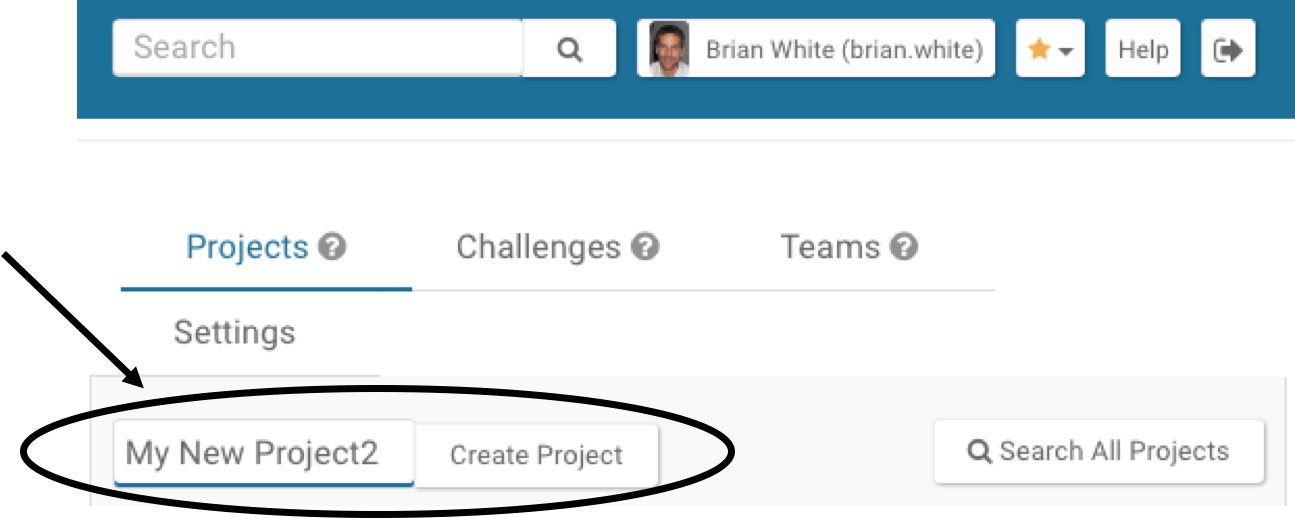 Search Brian White (brian.white) Help
Projects Challenges Teams
Settings
My New Project2 Create Project Search All Projects